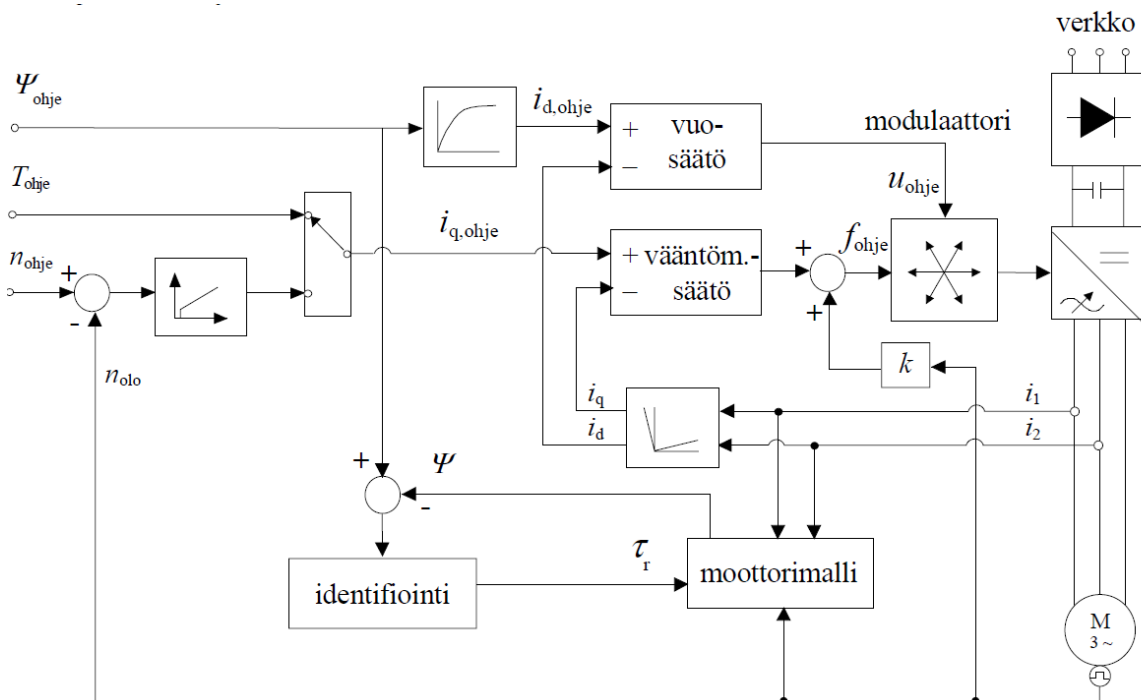 verkko
Ψohje
id,ohje
+ vuo-
− säätö
modulaattori
uohje
Tohje
iq,ohje
nohje
+
-
+ vääntöm.-
− säätö
+
fohje
+
nolo
k
iq
id
i1
i2
+
Ψ
-
τr
identifiointi
moottorimalli
M
3 ~